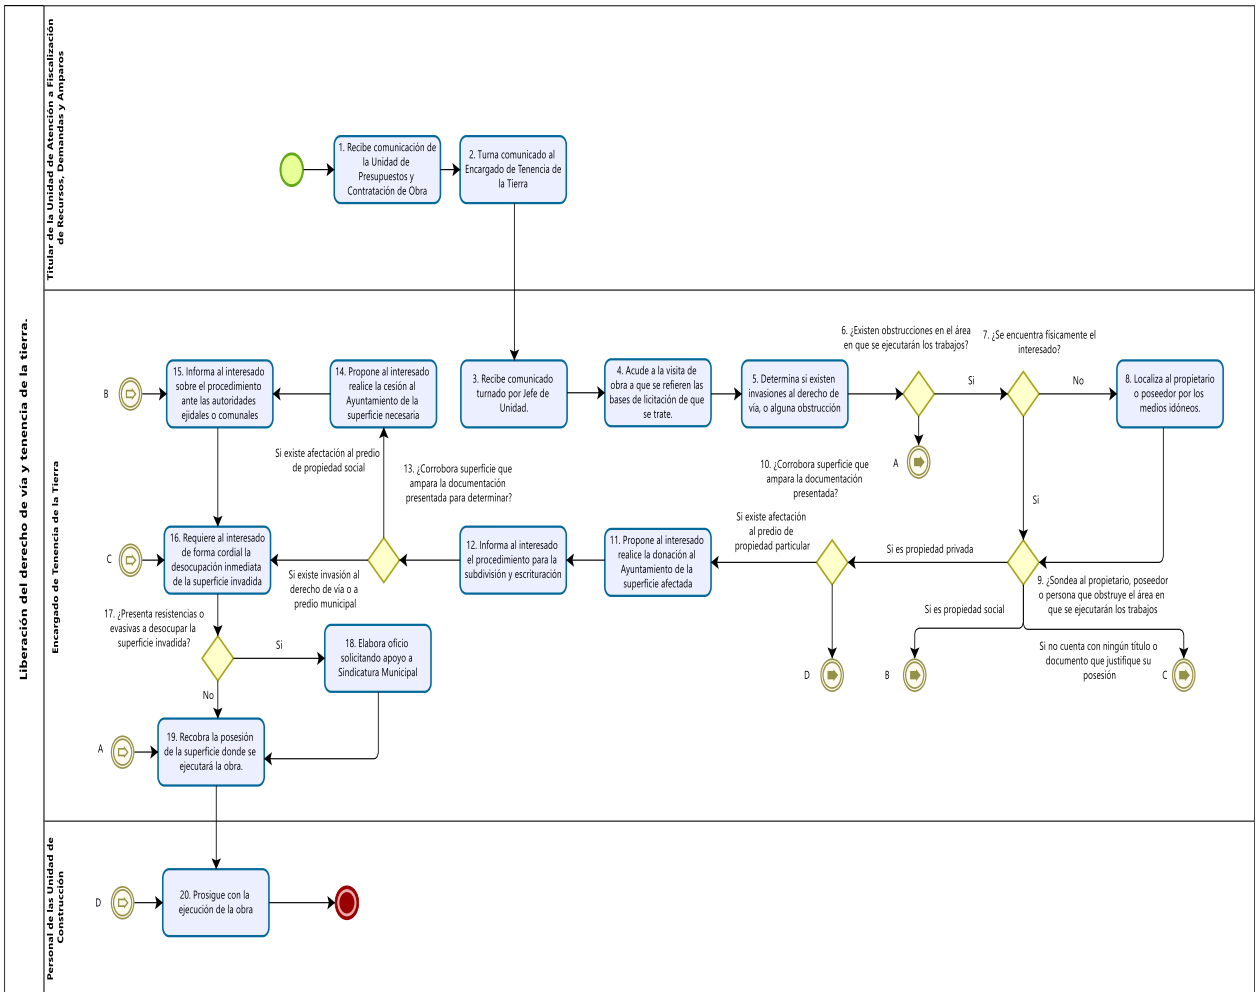 Liberación del derecho de vía y tenencia de la tierra.
Titular de la Unidad de Atención a Fiscalización
de Recursos, Demandas y Amparos
1. Recibe comunicación de
la Unidad de
Presupuestos y
Contratación de Obra
2. Turna comunicado al
Encargado de Tenencia de
la Tierra
Encargado de Tenencia de la Tierra
6. ¿Existen obstrucciones en el área
en que se ejecutarán los trabajos?
7. ¿Se encuentra físicamente el
interesado?
B
15. Informa al interesado
sobre el procedimiento
ante las autoridades
ejidales o comunales
14. Propone al interesado
realice la cesión al
Ayuntamiento de la
superficie necesaria
3. Recibe comunicado
turnado por Jefe de
Unidad.
4. Acude a la visita de
obra a que se refieren las
bases de licitación de que
se trate.
5. Determina si existen
invasiones al derecho de
vía, o alguna obstrucción
Si
No
8. Localiza al propietario
o poseedor por los
medios idóneos.
A
Si existe afectación al predio
de propiedad social
13. ¿Corrobora superficie que
ampara la documentación
presentada para determinar?
10. ¿Corrobora superficie que
ampara la documentación
presentada?
Si
Si existe afectación
al predio de
propiedad particular
C
16. Requiere al interesado
de forma cordial la
desocupación inmediata
de la superficie invadida
Si existe invasión al
derecho de vía o a
predio municipal
12. Informa al interesado
el procedimiento para la
subdivisión y escrituración
11. Propone al interesado
realice la donación al
Ayuntamiento de la
superficie afectada
Si es propiedad privada
9. ¿Sondea al propietario, poseedor
o persona que obstruye el área en
que se ejecutarán los trabajos
17. ¿Presenta resistencias o
evasivas a desocupar la
superficie invadida?
Si
18. Elabora oficio
solicitando apoyo a
Sindicatura Municipal
Si es propiedad social
Si no cuenta con ningún título o
documento que justifique su
posesión
D
B
C
No
A
19. Recobra la posesión
de la superficie donde se
ejecutará la obra.
Personal de las Unidad de
Construcción
D
20. Prosigue con la
ejecución de la obra